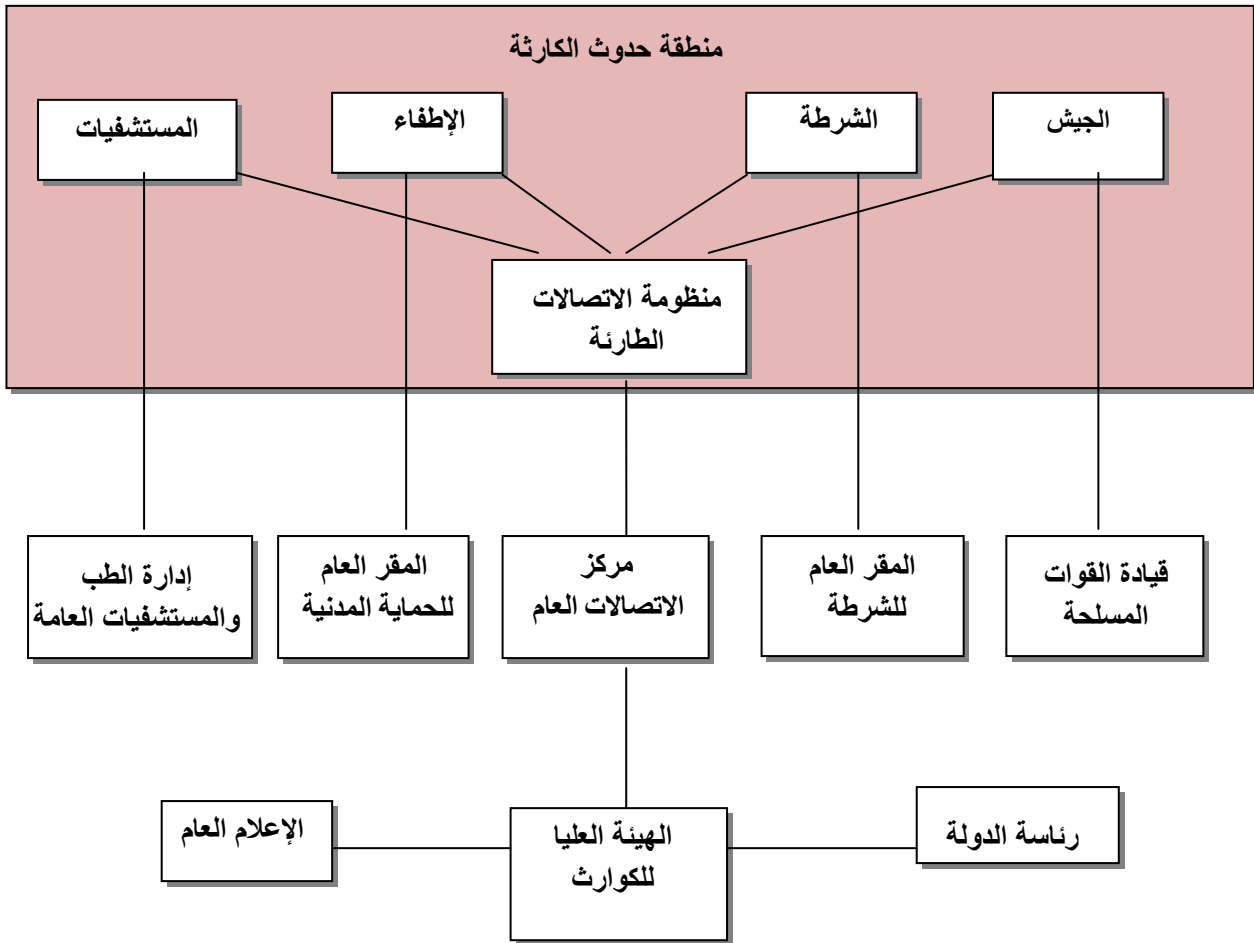 منطقة حدوث الكارثة
الجيش
الشرطة
الإطفاء
المستشفيات
منظومة الاتصالات
الطارئة
قيادة القوات
المسلحة
المقر العام
للشرطة
مركز
الاتصالات العام
المقر العام
للحماية المدنية
إدارة الطب
والمستشفيات العامة
رئاسة الدولة
الهيئة العليا
للكوارث
الإعلام العام